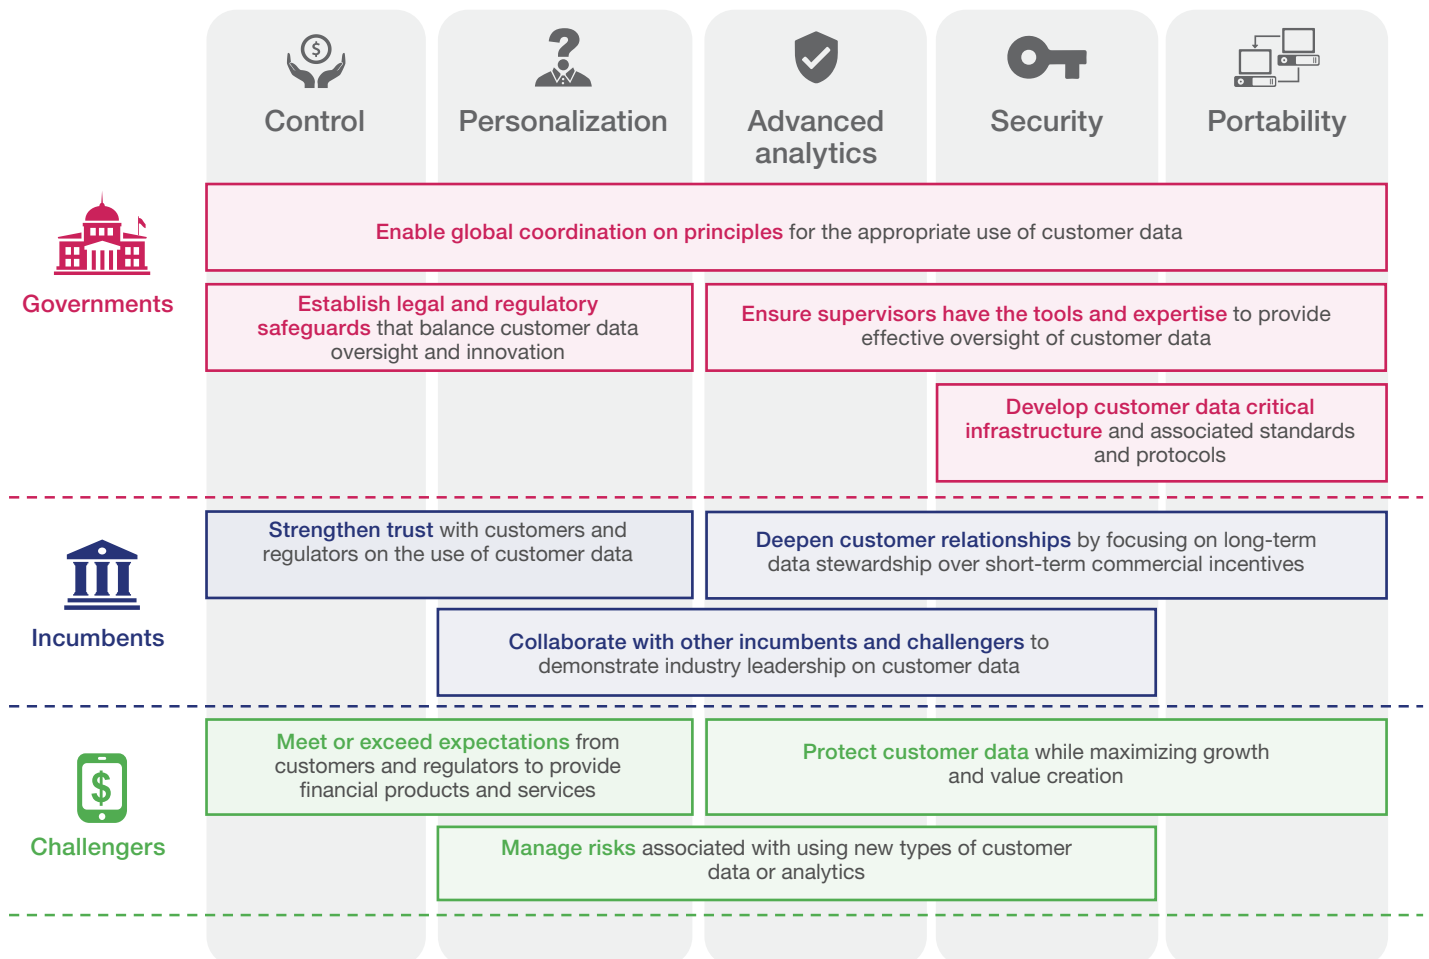 Control
Personalization
Advanced
analytics
Security
Portability
Governments
Enable global coordination on principles for the appropriate use of customer data
Establish legal and regulatory
safeguards that balance customer data
oversight and innovation
Ensure supervisors have the tools and expertise to provide
effective oversight of customer data
Develop customer data critical
infrastructure and associated standards
and protocols
Incumbents
Strengthen trust with customers and
regulators on the use of customer data
Deepen customer relationships by focusing on long-term
data stewardship over short-term commercial incentives
Collaborate with other incumbents and challengers to
demonstrate industry leadership on customer data
Challengers
Meet or exceed expectations from
customers and regulators to provide
financial products and services
Protect customer data while maximizing growth
and value creation
Manage risks associated with using new types of customer
data or analytics